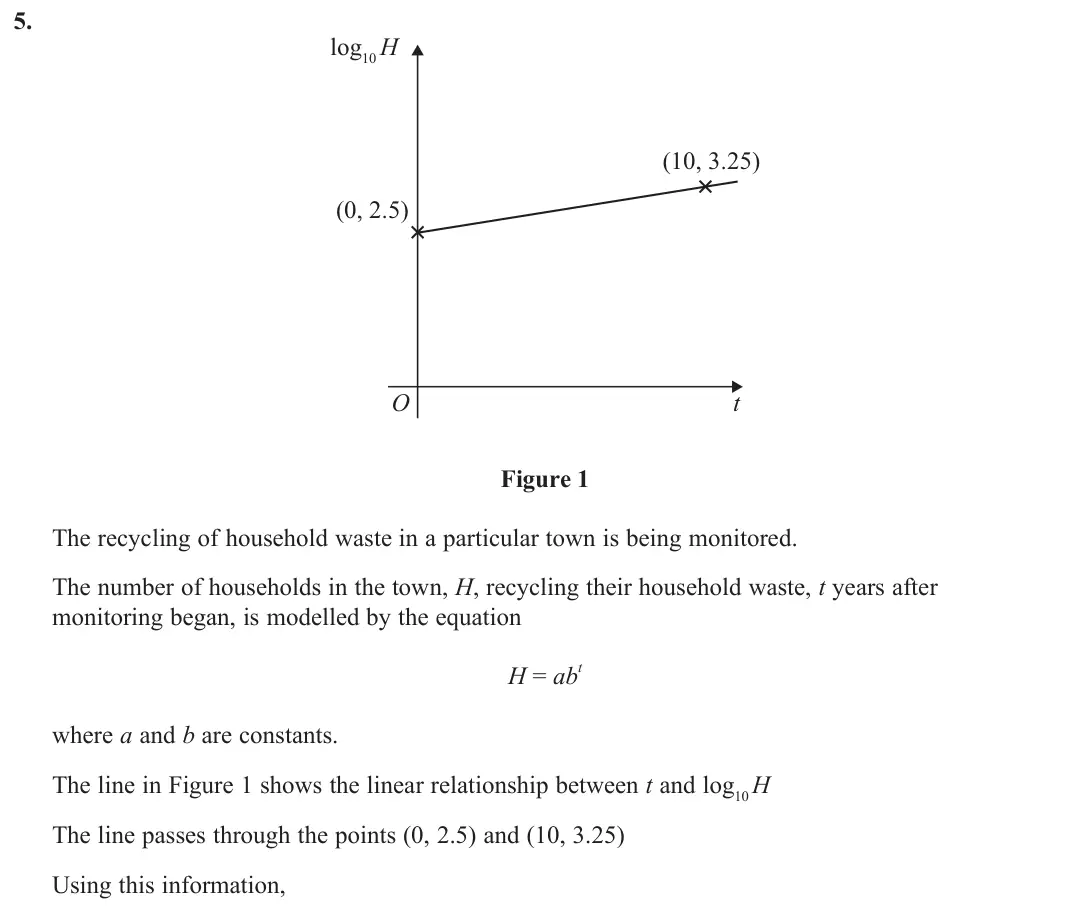 5.
log₁₀ H
(10, 3.25)
(0, 2.5)
O
t
Figure 1
The recycling of household waste in a particular town is being monitored.
The number of households in the town, H, recycling their household waste, t years after
monitoring began, is modelled by the equation
H = abᵗ
where a and b are constants.
The line in Figure 1 shows the linear relationship between t and log₁₀ H
The line passes through the points (0, 2.5) and (10, 3.25)
Using this information,